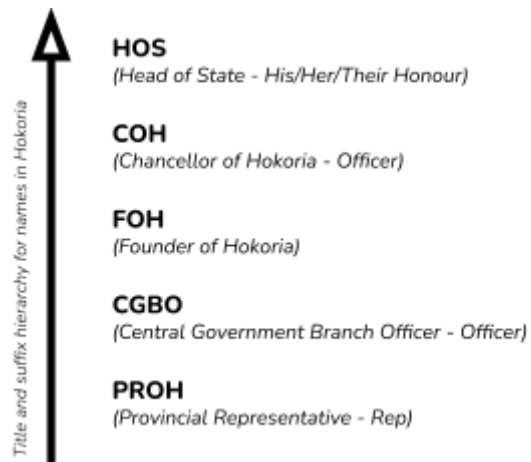 HOS
(Head of State - His/Her/Their Honour)
COH
(Chancellor of Hokoria - Officer)
FOH
(Founder of Hokoria)
CGBO
(Central Government Branch Officer - Officer)
PROH
(Provincial Representative - Rep)
Title and suffix hierarchy for names in Hokoria